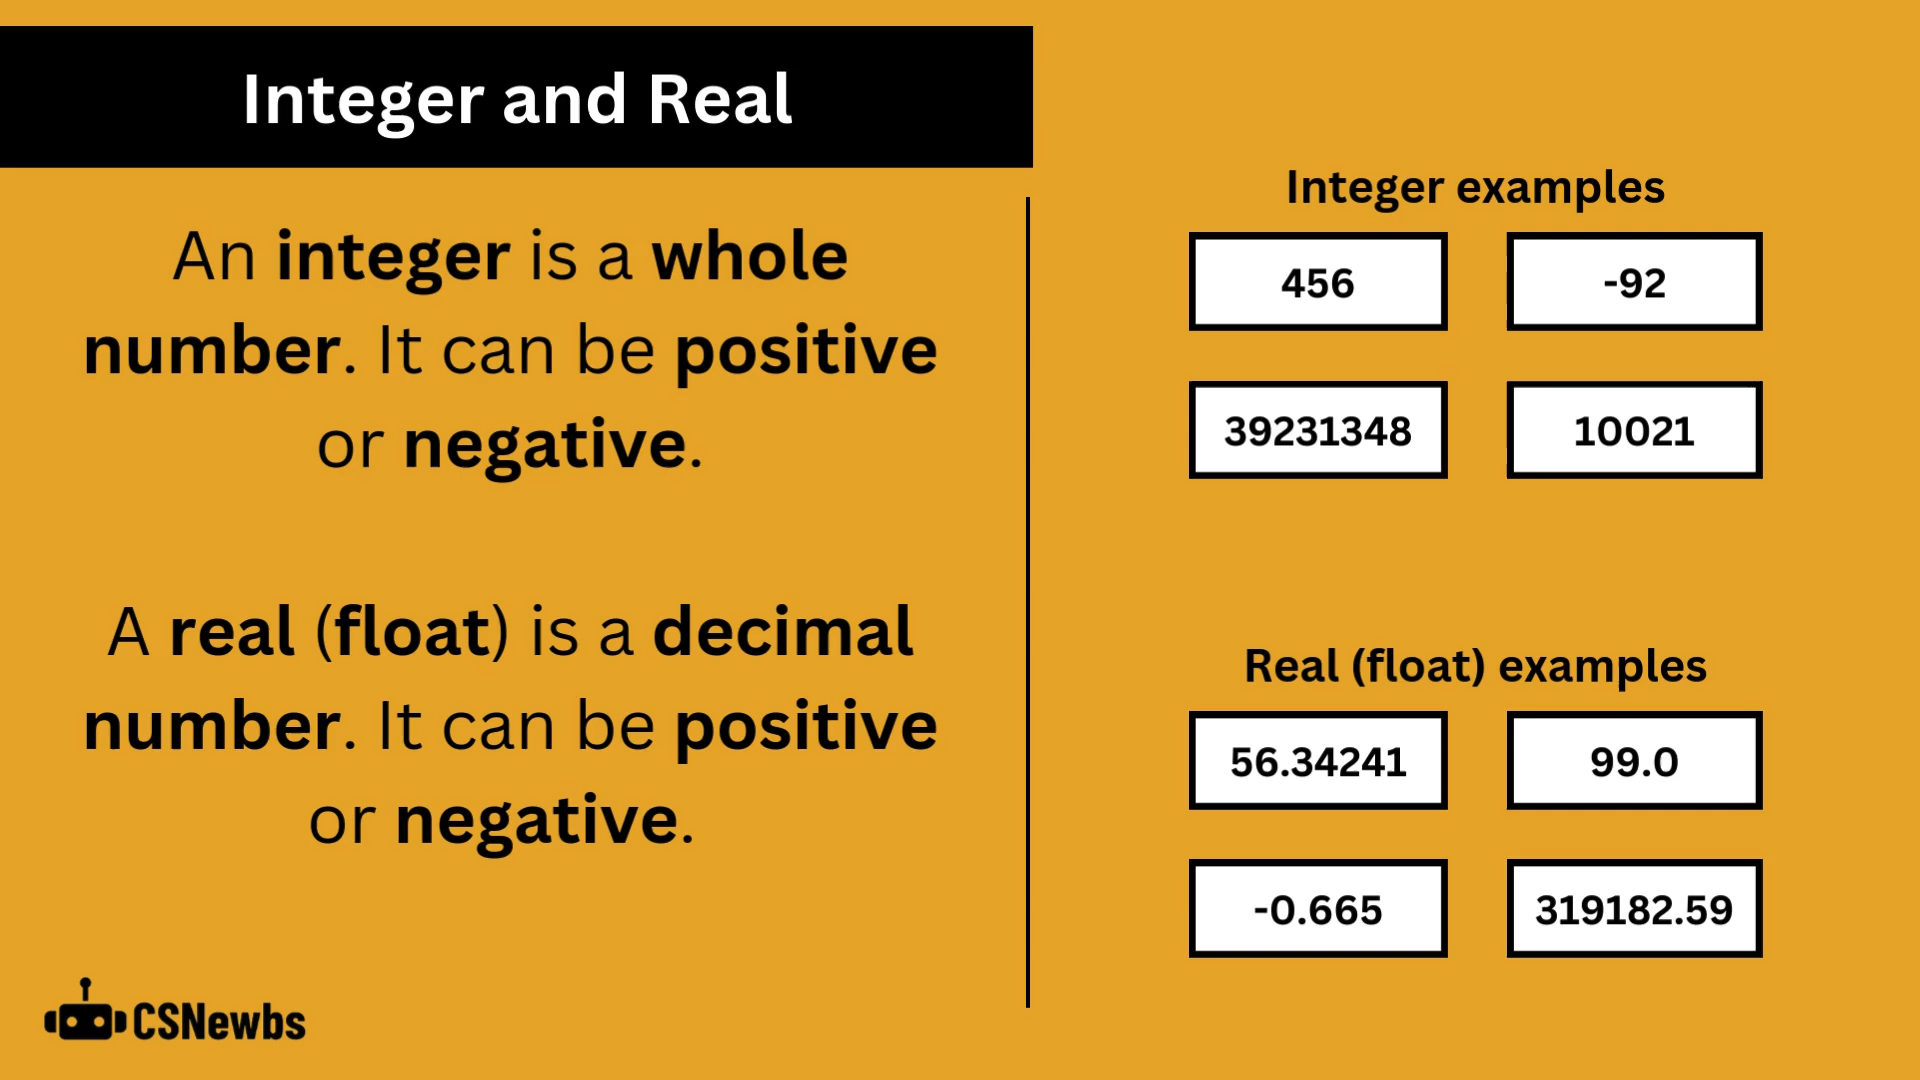 Integer and Real
An integer is a whole
number. It can be positive
or negative.
A real (float) is a decimal
number. It can be positive
or negative.
Integer examples
456
-92
39231348
10021
Real (float) examples
56.34241
99.0
-0.665
319182.59
CSNewbs